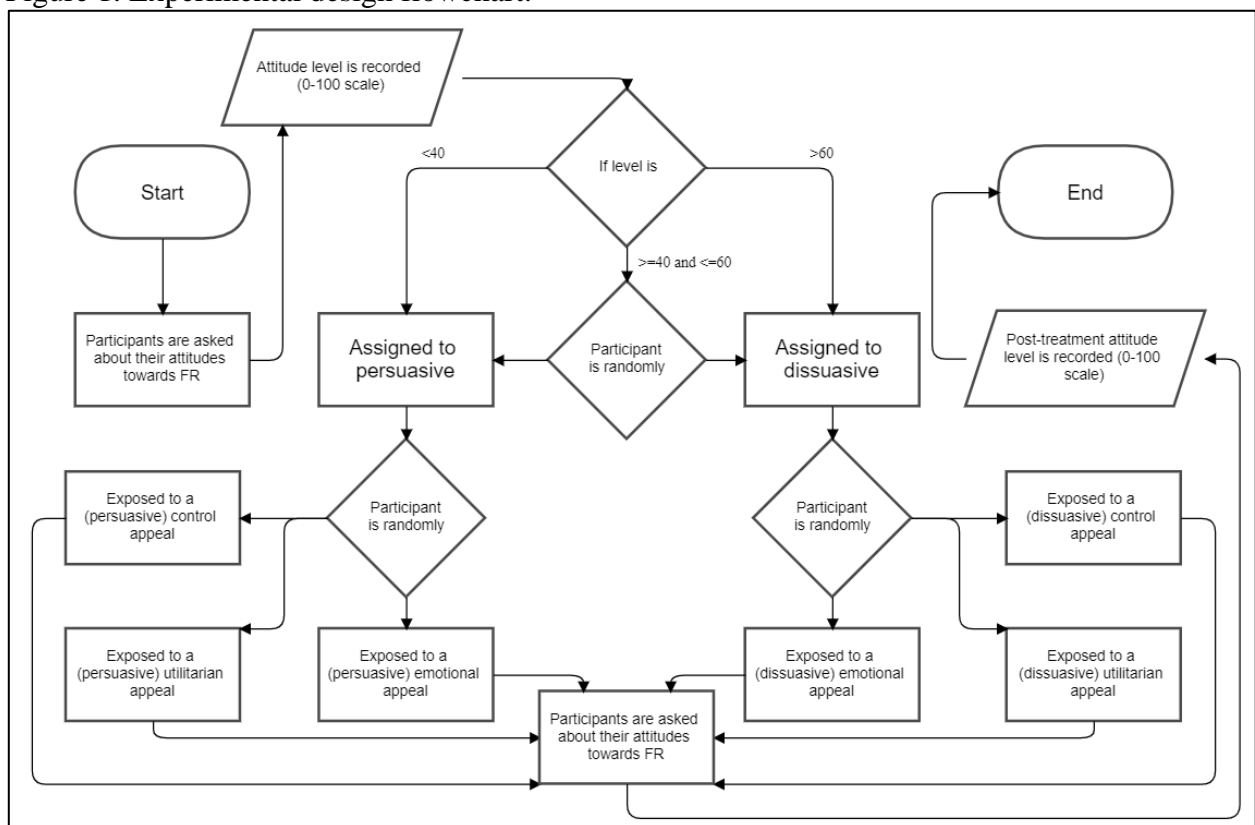 Figure 1. Experimental design flowchart.
Attitude level is recorded
(0-100 scale)
<40
If level is
>60
Start
End
>=40 and <=60
Participants are asked
about their attitudes
towards FR
Assigned to
persuasive
Participant
is randomly
Assigned to
dissuasive
Post-treatment attitude
level is recorded (0-100
scale)
Exposed to a
(persuasive) control
appeal
Participant
is randomly
Participant
is randomly
Exposed to a
(dissuasive) control
appeal
Exposed to a
(persuasive) utilitarian
appeal
Exposed to a
(persuasive) emotional
appeal
Exposed to a
(dissuasive) emotional
appeal
Exposed to a
(dissuasive) utilitarian
appeal
Participants are asked
about their attitudes
towards FR